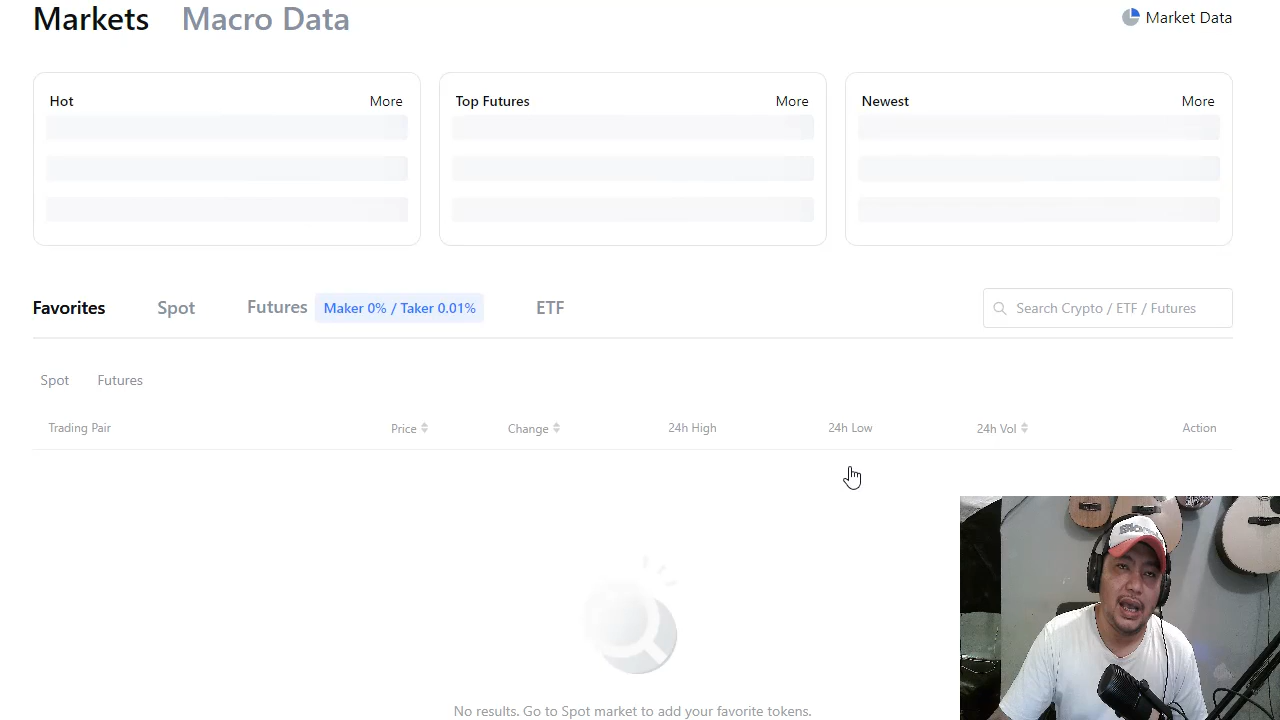 Markets Macro Data Market Data
Hot More Top Futures More Newest More
Favorites Spot Futures Maker 0% / Taker 0.01% ETF Search Crypto / ETF / Futures
Spot Futures
Trading Pair Price Change 24h High 24h Low 24h Vol Action
No results. Go to Spot market to add your favorite tokens.